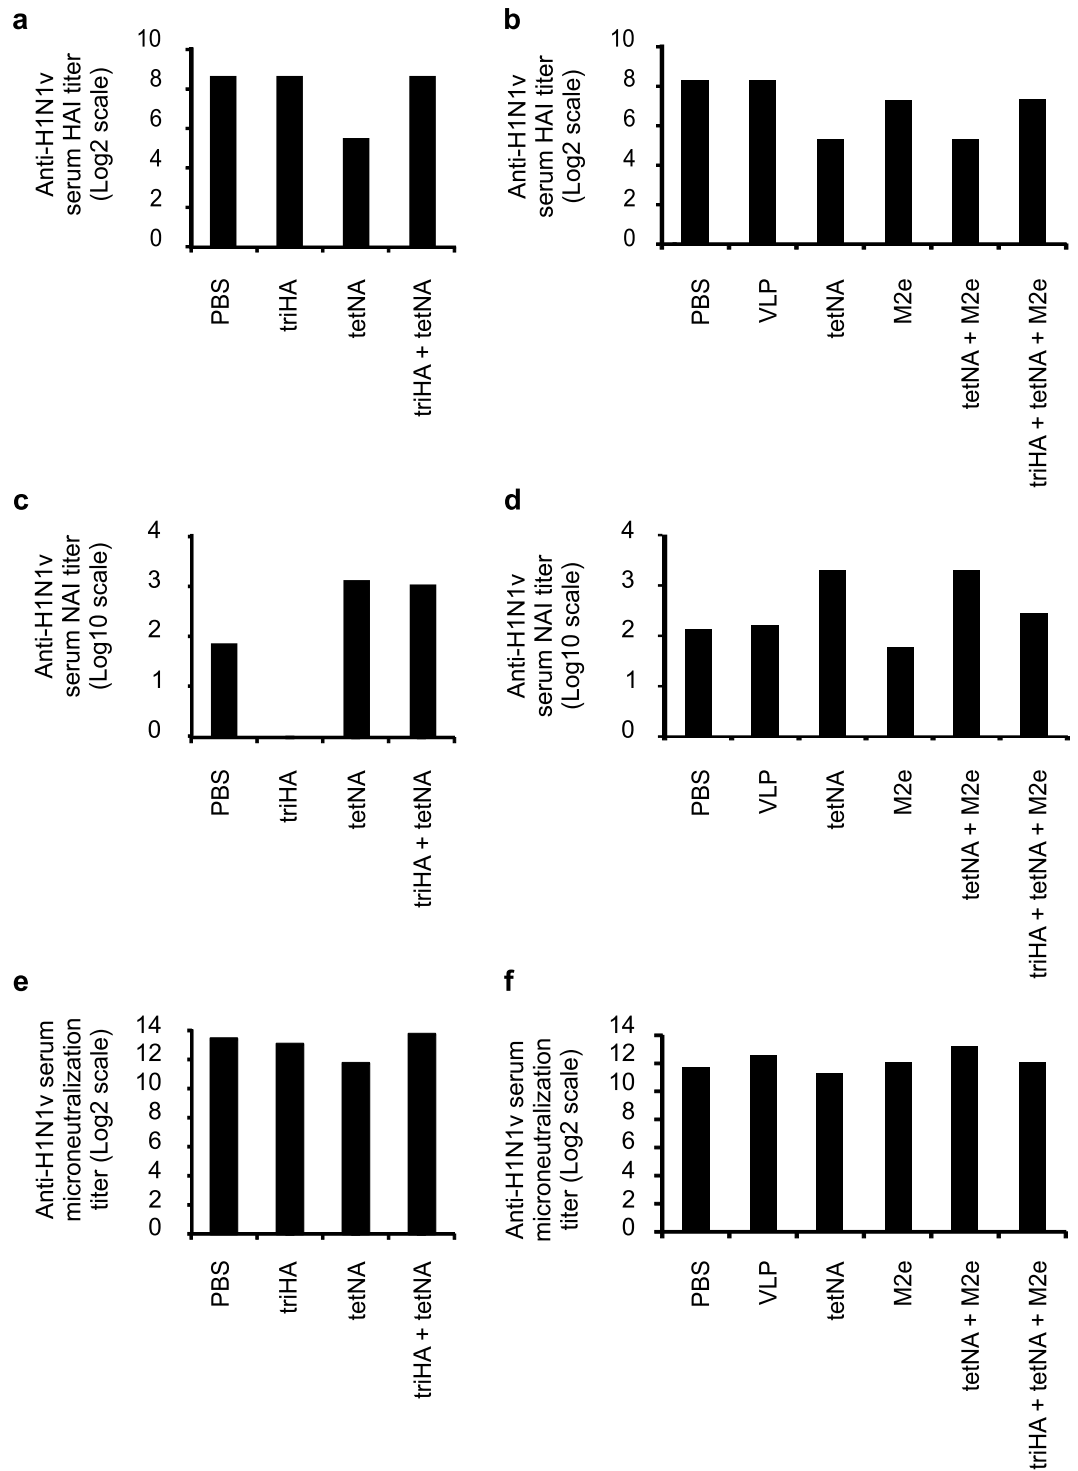 a
Anti-H1N1v
serum HAI titer
(Log2 scale)
10
8
6
4
2
0
PBS
triHA
tetNA
triHA + tetNA
b
Anti-H1N1v
serum HAI titer
(Log2 scale)
10
8
6
4
2
0
PBS
VLP
tetNA
M2e
tetNA + M2e
triHA + tetNA + M2e
c
Anti-H1N1v
serum NAI titer
(Log10 scale)
4
3
2
1
0
PBS
triHA
tetNA
triHA + tetNA
d
Anti-H1N1v
serum NAI titer
(Log10 scale)
4
3
2
1
0
PBS
VLP
tetNA
M2e
tetNA + M2e
triHA + tetNA + M2e
e
Anti-H1N1v serum
microneutralization
titer (Log2 scale)
14
12
10
8
6
4
2
0
PBS
triHA
tetNA
triHA + tetNA
f
Anti-H1N1v serum
microneutralization
titer (Log2 scale)
14
12
10
8
6
4
2
0
PBS
VLP
tetNA
M2e
tetNA + M2e
triHA + tetNA + M2e